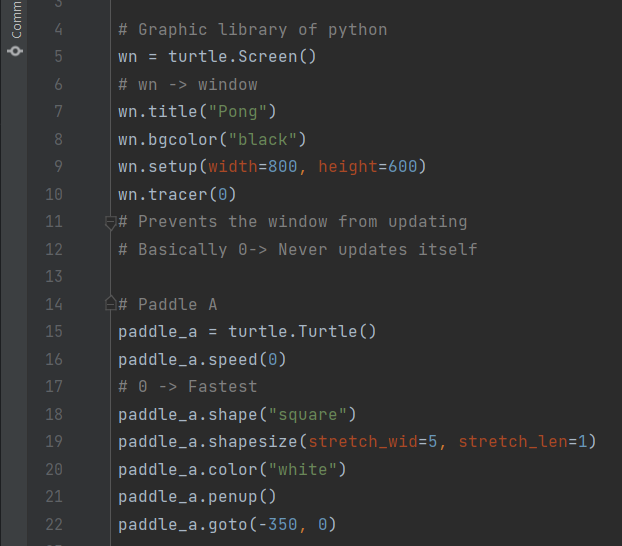 Comm
3
4 # Graphic library of python
5 wn = turtle.Screen()
6 # wn -> window
7 wn.title("Pong")
8 wn.bgcolor("black")
9 wn.setup(width=800, height=600)
10 wn.tracer(0)
11 # Prevents the window from updating
12 # Basically 0-> Never updates itself
13
14 # Paddle A
15 paddle_a = turtle.Turtle()
16 paddle_a.speed(0)
17 # 0 -> Fastest
18 paddle_a.shape("square")
19 paddle_a.shapesize(stretch_wid=5, stretch_len=1)
20 paddle_a.color("white")
21 paddle_a.penup()
22 paddle_a.goto(-350, 0)